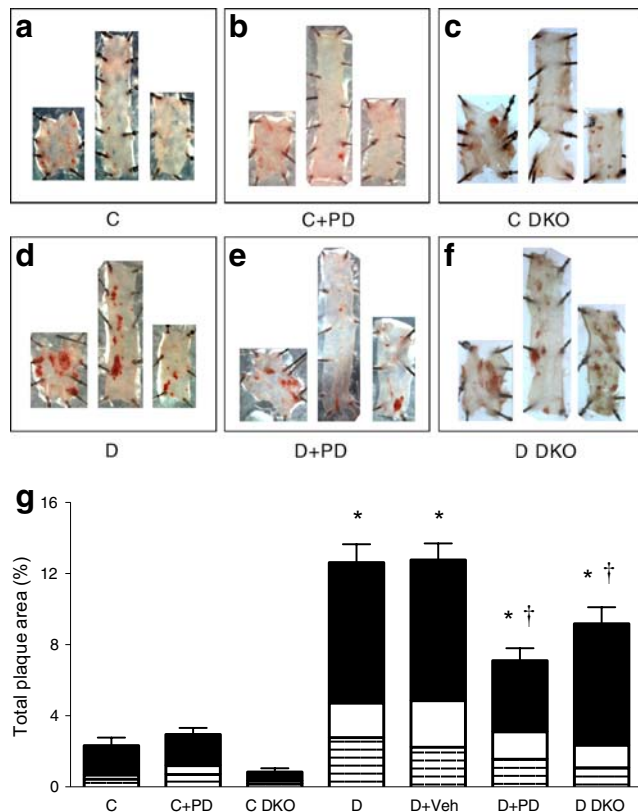 a
b
c
C
C+PD
C DKO
d
e
f
D
D+PD
D DKO
g
Total plaque area (%)
16
12
8
4
0
*
*
* †
* †
C
C+PD
C DKO
D
D+Veh
D+PD
D DKO